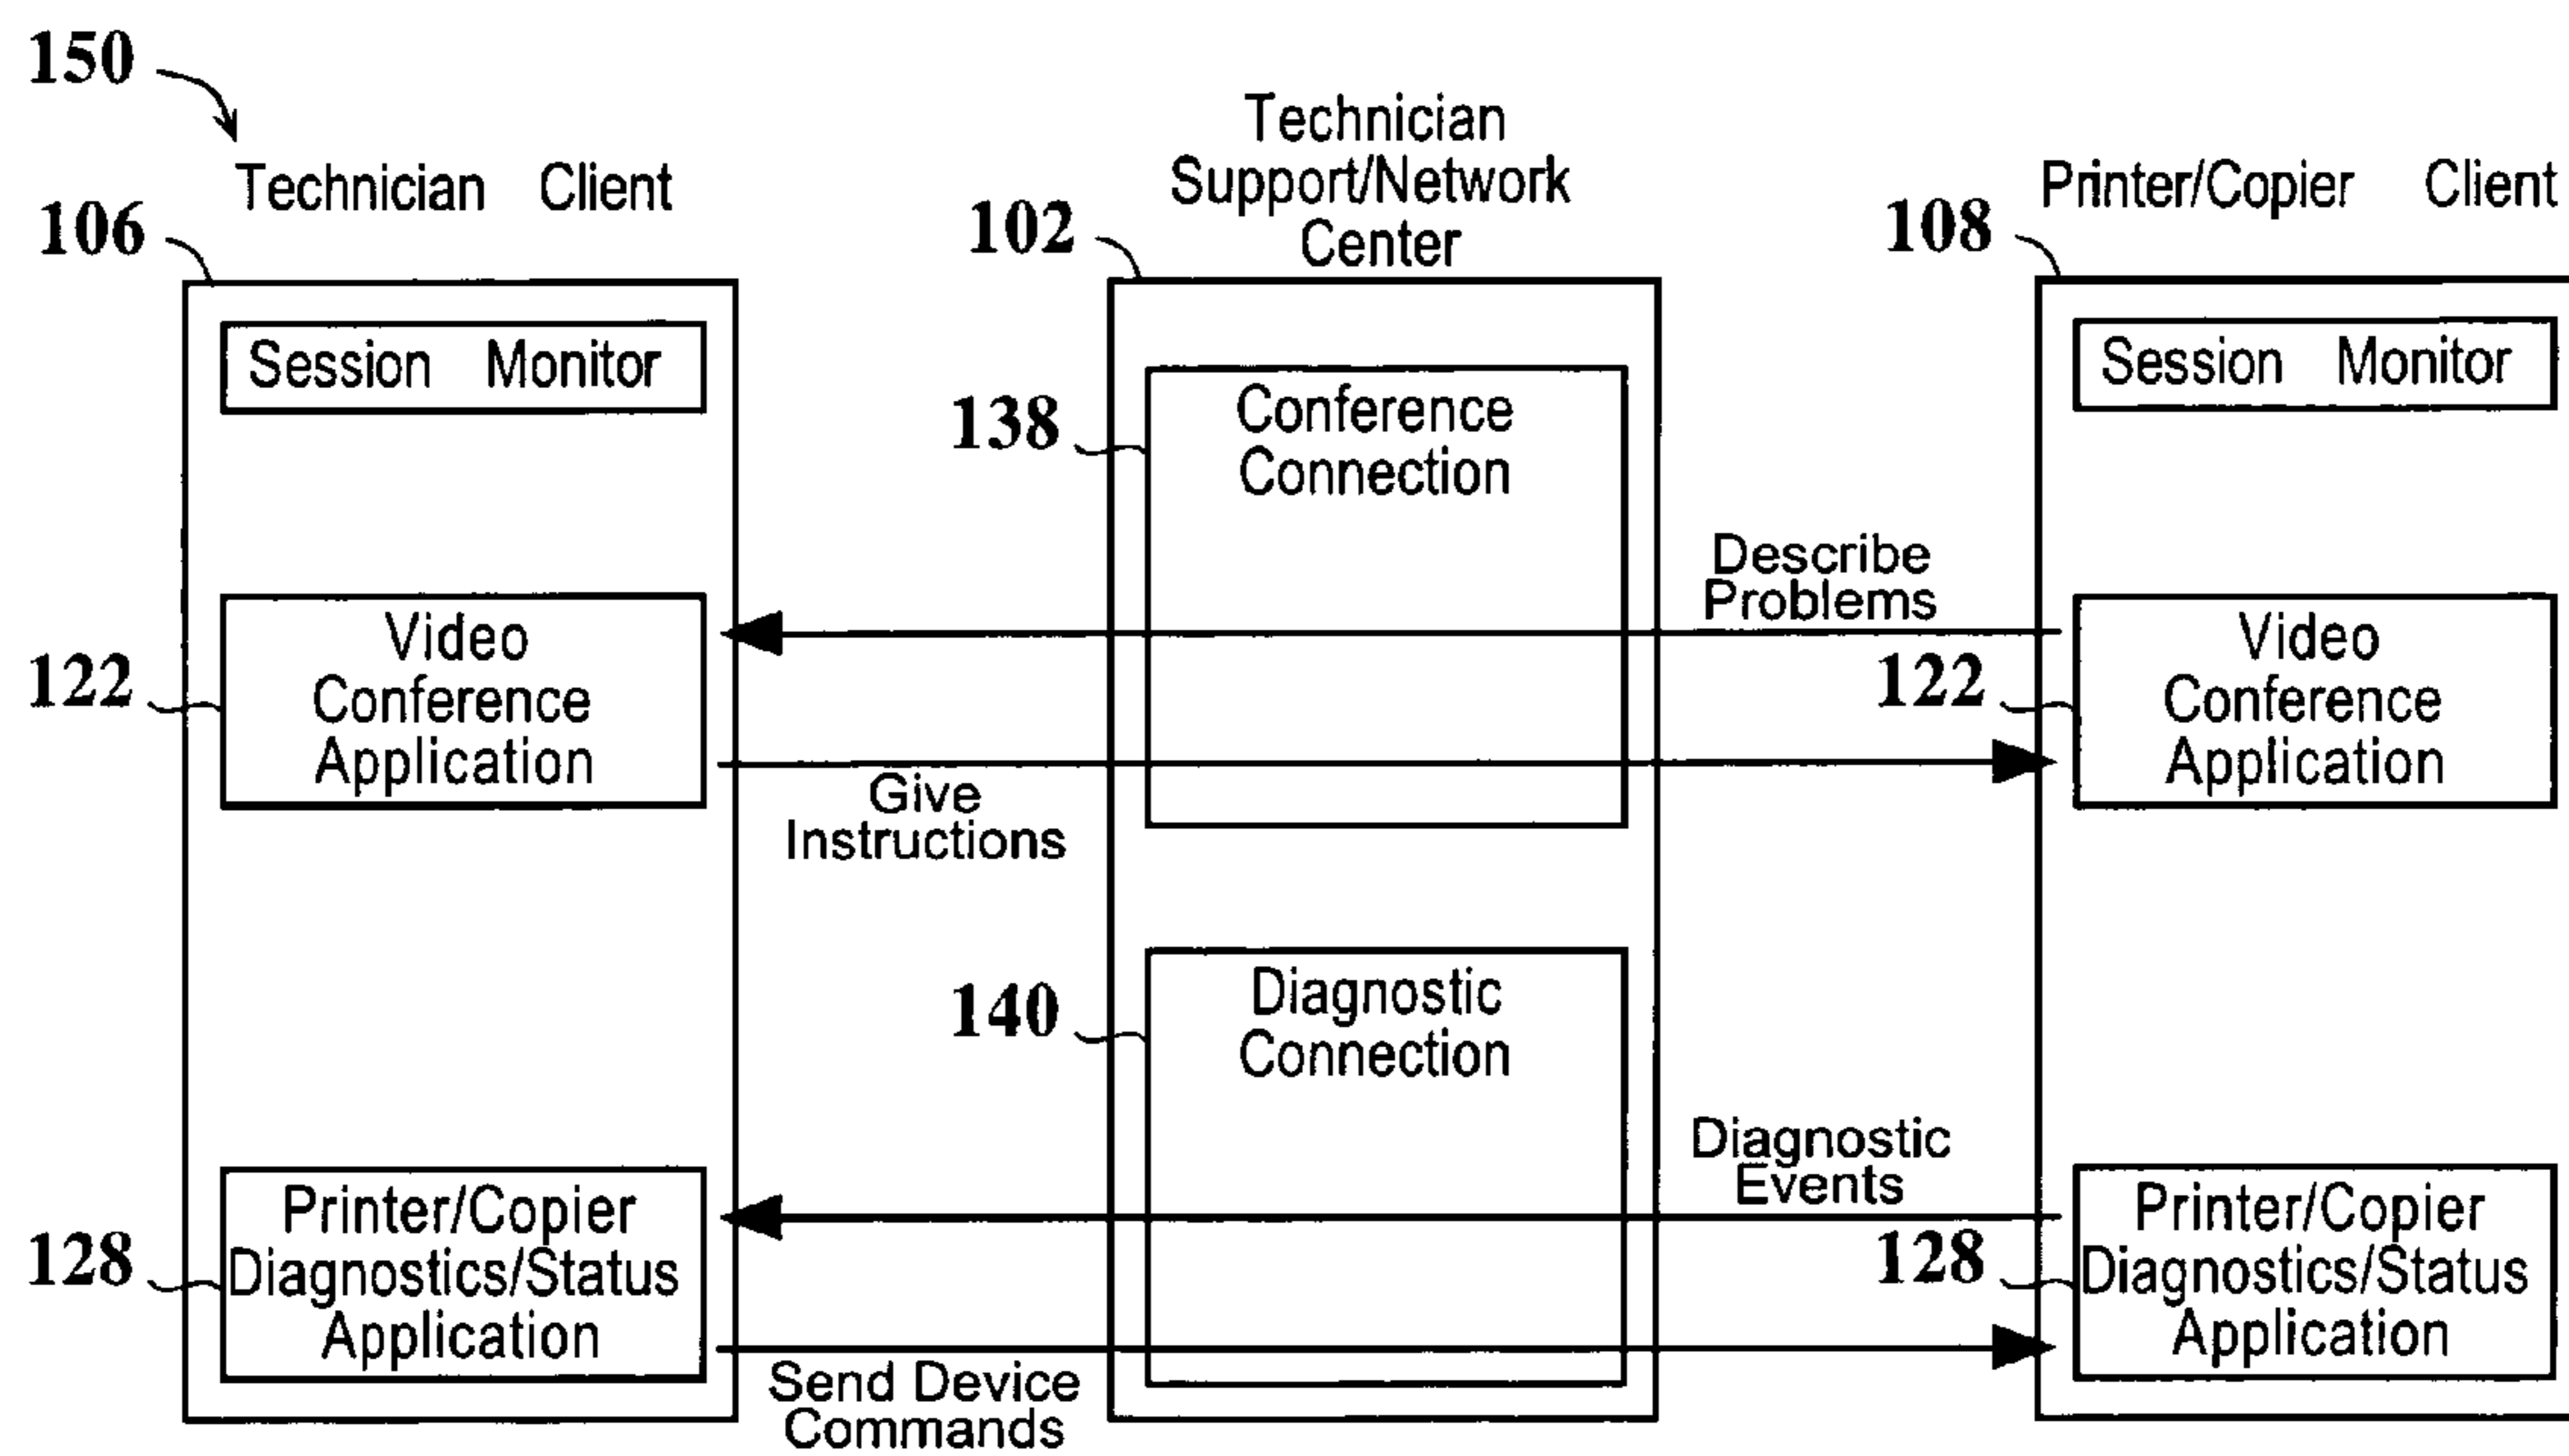 150
Technician Client
106
Session Monitor
122
Video
Conference
Application
128
Printer/Copier
Diagnostics/Status
Application
Technician
Support/Network
Center
102
138
Conference
Connection
Give
Instructions
140
Diagnostic
Connection
Send Device
Commands
Printer/Copier Client
108
Session Monitor
Describe
Problems
122
Video
Conference
Application
Diagnostic
Events
128
Printer/Copier
Diagnostics/Status
Application